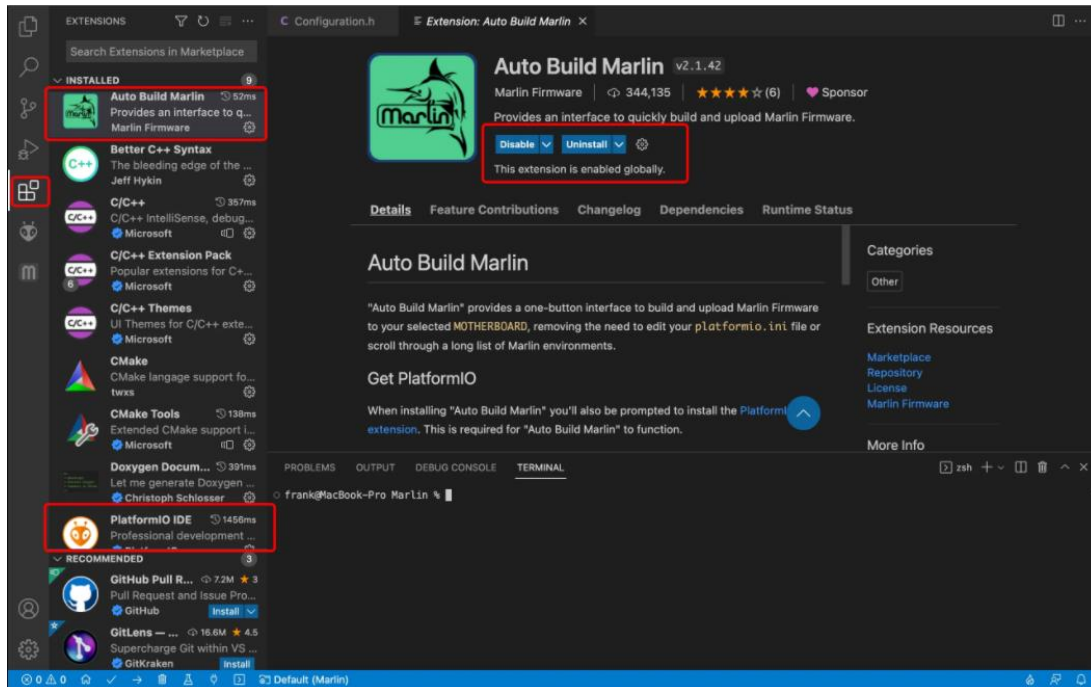 EXTENSIONS
Search Extensions in Marketplace
INSTALLED 9
Auto Build Marlin 52ms
Provides an interface to q...
Marlin Firmware
Better C++ Syntax
The bleeding edge of the ...
Jeff Hykin
C/C++ 357ms
C/C++ IntelliSense, debug...
Microsoft
C/C++ Extension Pack
Popular extensions for C+...
Microsoft
6
C/C++ Themes
UI Themes for C/C++ exte...
Microsoft
CMake
CMake langage support fo...
twxs
CMake Tools 138ms
Extended CMake support i...
Microsoft
Doxygen Docum... 391ms
Let me generate Doxygen ...
Christoph Schlosser
PlatformIO IDE 1456ms
Professional development ...
RECOMMENDED 3
GitHub Pull R... 7.2M ★ 3
Pull Request and Issue Pro...
GitHub Install
GitLens — ... 16.6M ★ 4.5
Supercharge Git within VS ...
GitKraken Install
C Configuration.h
Extension: Auto Build Marlin ×
Marlin
Auto Build Marlin v2.1.42
Marlin Firmware | 344,135 | ★★★★☆(6) | Sponsor
Provides an interface to quickly build and upload Marlin Firmware.
Disable Uninstall
This extension is enabled globally.
Details Feature Contributions Changelog Dependencies Runtime Status
Auto Build Marlin
"Auto Build Marlin" provides a one-button interface to build and upload Marlin Firmware
to your selected MOTHERBOARD, removing the need to edit your platformio.ini file or
scroll through a long list of Marlin environments.
Get PlatformIO
When installing "Auto Build Marlin" you'll also be prompted to install the PlatformI
extension. This is required for "Auto Build Marlin" to function.
Categories
Other
Extension Resources
Marketplace
Repository
License
Marlin Firmware
More Info
PROBLEMS OUTPUT DEBUG CONSOLE TERMINAL
zsh
frank@MacBook-Pro Marlin %
0 0 Default (Marlin)